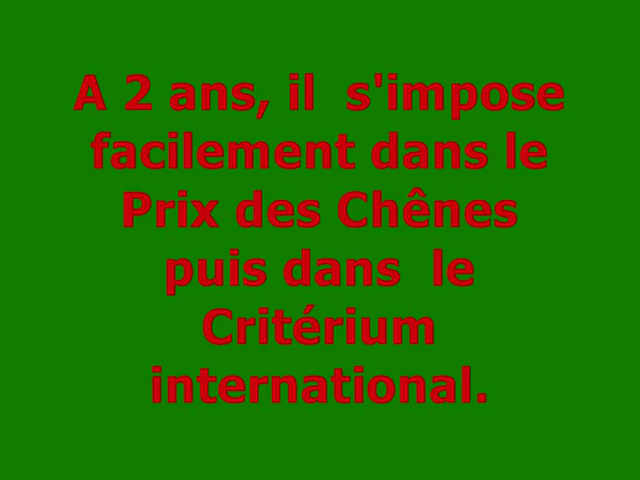 A 2 ans, il  s'impose
facilement dans le
Prix des Chênes
puis dans  le
Critérium
international.